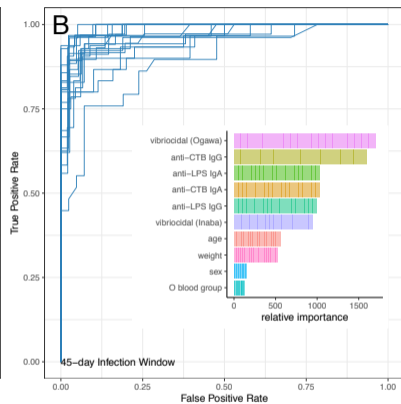 B
1.00
0.75
0.50
0.25
0.00
True Positive Rate
vibriocidal (Ogawa)
anti−CTB IgG
anti−LPS IgA
anti−CTB IgA
anti−LPS IgG
vibriocidal (Inaba)
age
weight
sex
O blood group
0 500 1000 1500
relative importance
45−day Infection Window
0.00 0.25 0.50 0.75 1.00
False Positive Rate